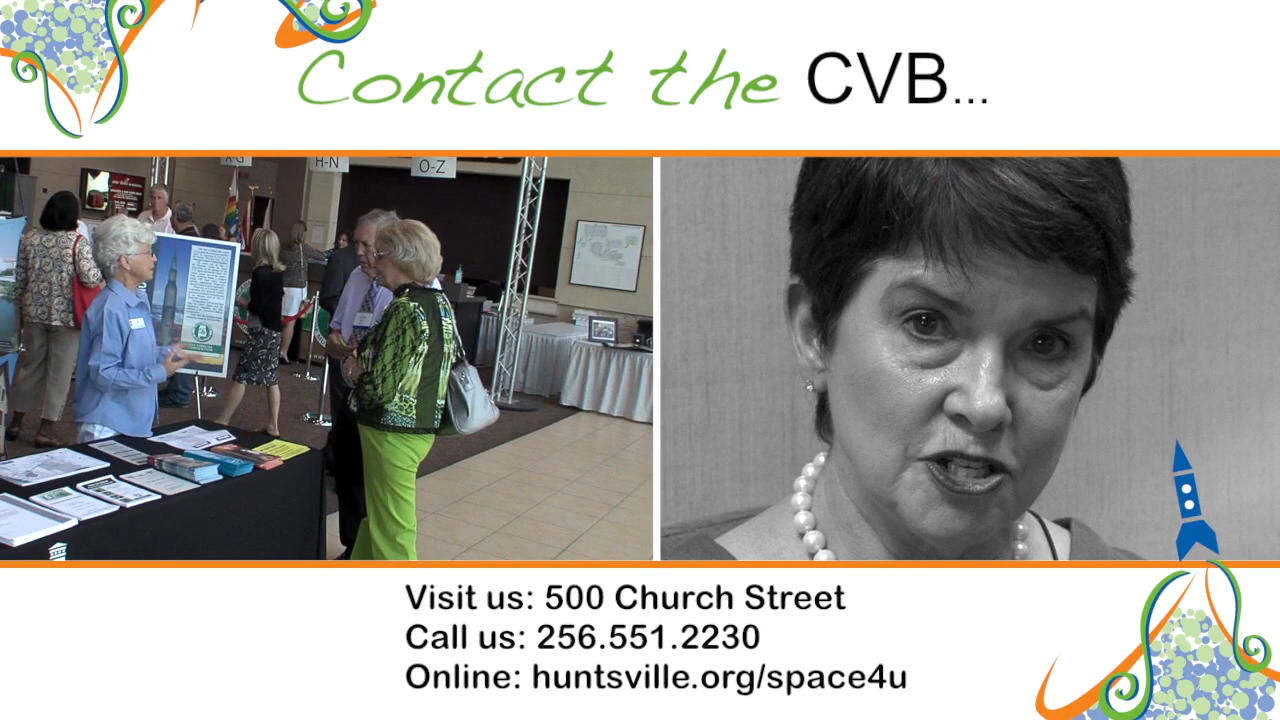 Contact the CVB...
H-N
O-Z
Visit us: 500 Church Street
Call us: 256.551.2230
Online: huntsville.org/space4u